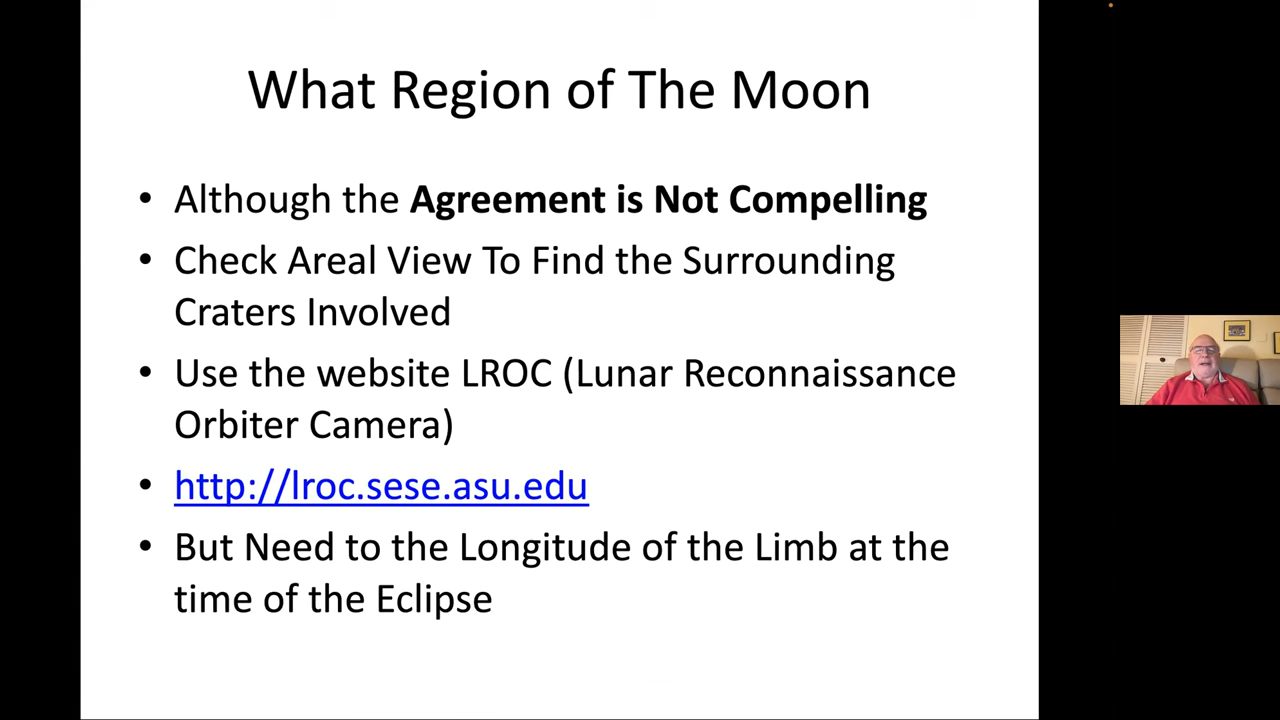 What Region of The Moon
• Although the Agreement is Not Compelling
• Check Areal View To Find the Surrounding
Craters Involved
• Use the website LROC (Lunar Reconnaissance
Orbiter Camera)
• http://lroc.sese.asu.edu
• But Need to the Longitude of the Limb at the
time of the Eclipse